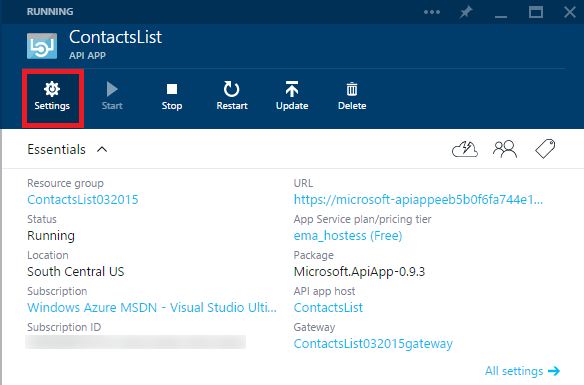 RUNNING
ContactsList
API APP
Settings
Start
Stop
Restart
Update
Delete
Essentials
Resource group
ContactsList032015
Status
Running
Location
South Central US
Subscription
Windows Azure MSDN - Visual Studio Ulti...
Subscription ID
URL
https://microsoft-apiappeeb5b0f6fa744e1...
App Service plan/pricing tier
ema_hostess (Free)
Package
Microsoft.ApiApp-0.9.3
API app host
ContactsList
Gateway
ContactsList032015gateway
All settings